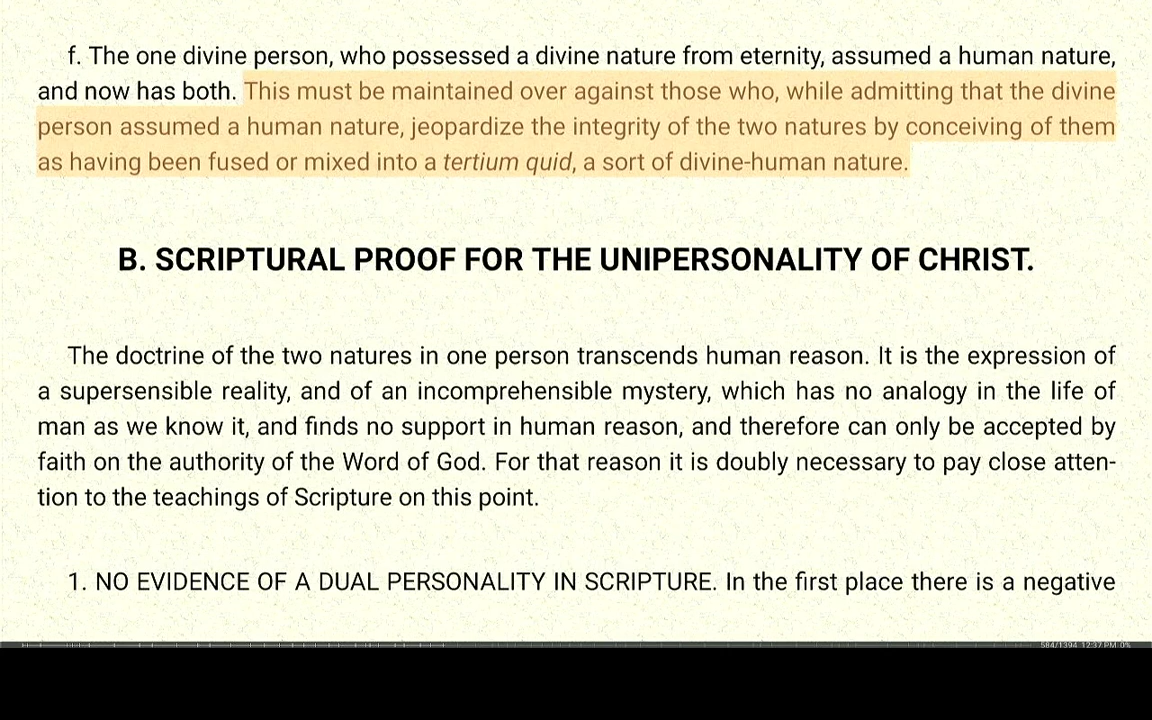 f. The one divine person, who possessed a divine nature from eternity, assumed a human nature,
and now has both. This must be maintained over against those who, while admitting that the divine
person assumed a human nature, jeopardize the integrity of the two natures by conceiving of them
as having been fused or mixed into a tertium quid, a sort of divine-human nature.
B. SCRIPTURAL PROOF FOR THE UNIPERSONALITY OF CHRIST.
The doctrine of the two natures in one person transcends human reason. It is the expression of
a supersensible reality, and of an incomprehensible mystery, which has no analogy in the life of
man as we know it, and finds no support in human reason, and therefore can only be accepted by
faith on the authority of the Word of God. For that reason it is doubly necessary to pay close atten-
tion to the teachings of Scripture on this point.
1. NO EVIDENCE OF A DUAL PERSONALITY IN SCRIPTURE. In the first place there is a negative
584/1394 12:37 PM 0%